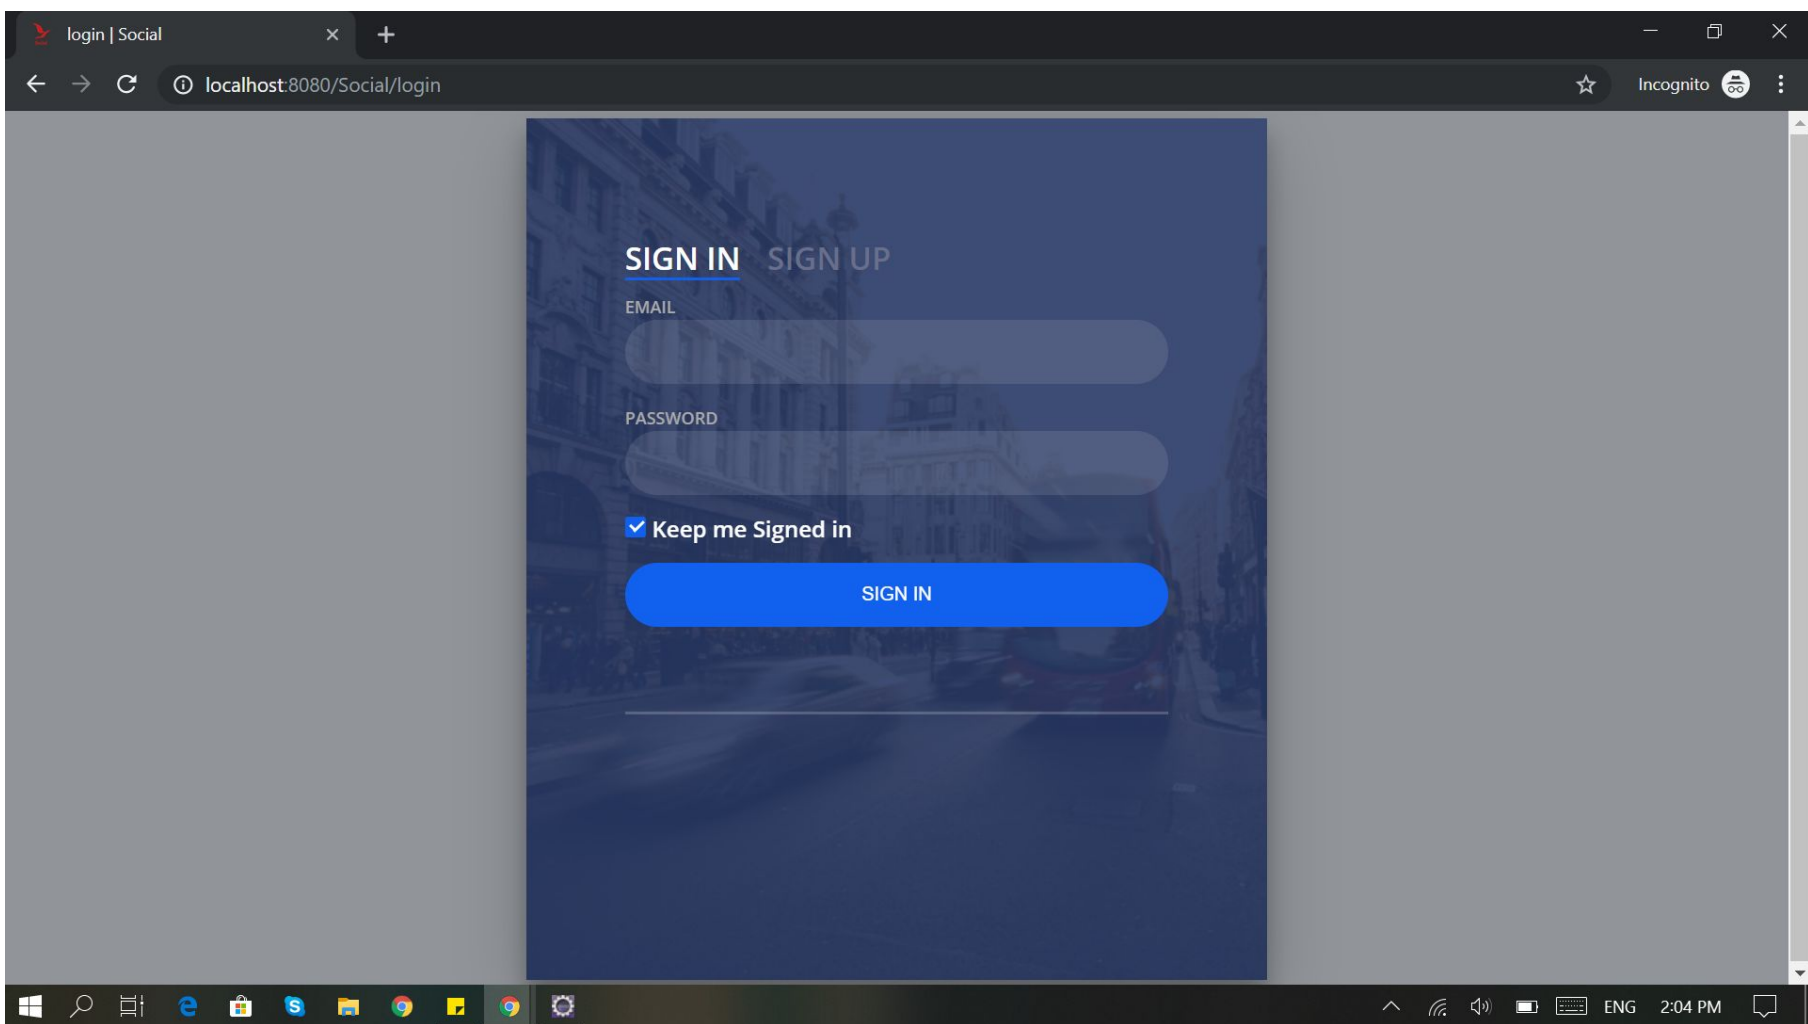 login | Social
localhost:8080/Social/login
Incognito
SIGN IN SIGN UP
EMAIL
PASSWORD
Keep me Signed in
SIGN IN
ENG 2:04 PM